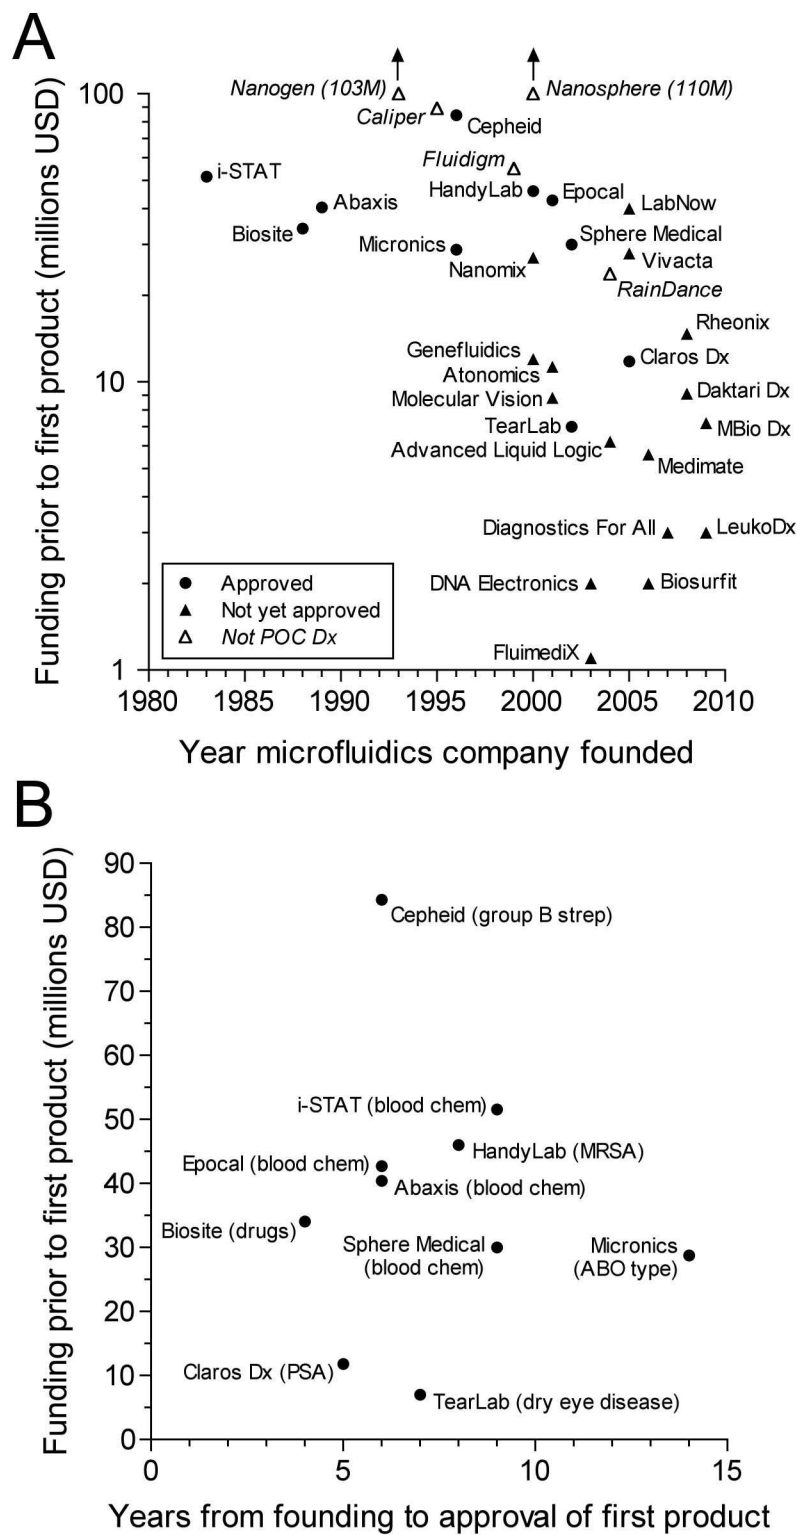 A
Funding prior to first product (millions USD)
100
10
1
Nanogen (103M)
Nanosphere (110M)
Caliper
Cepheid
Fluidigm
i-STAT
HandyLab
Epocal
Abaxis
LabNow
Biosite
Sphere Medical
Micronics
Vivacta
Nanomix
RainDance
Rheonix
Genefluidics
Claros Dx
Atonomics
Daktari Dx
Molecular Vision
TearLab
MBio Dx
Advanced Liquid Logic
Medimate
Diagnostics For All
LeukoDx
DNA Electronics
Biosurfit
FluimediX
Approved
Not yet approved
Not POC Dx
1980 1985 1990 1995 2000 2005 2010
Year microfluidics company founded
B
Funding prior to first product (millions USD)
90
80
70
60
50
40
30
20
10
0
Cepheid (group B strep)
i-STAT (blood chem)
HandyLab (MRSA)
Epocal (blood chem)
Abaxis (blood chem)
Biosite (drugs)
Sphere Medical
(blood chem)
Micronics
(ABO type)
Claros Dx (PSA)
TearLab (dry eye disease)
0 5 10 15
Years from founding to approval of first product